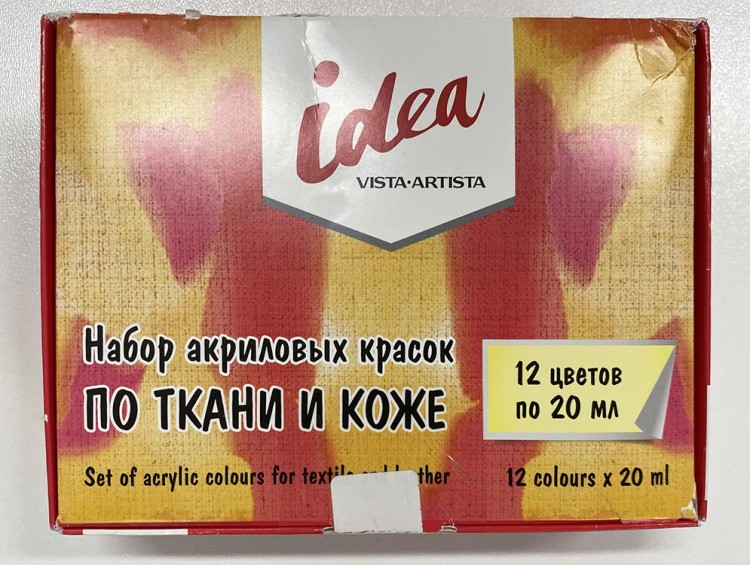 idea
VISTA·ARTISTA
Набор акриловых красок
ПО ТКАНИ И КОЖЕ
12 цветов
по 20 мл
Set of acrylic colours for
12 colours x 20 ml